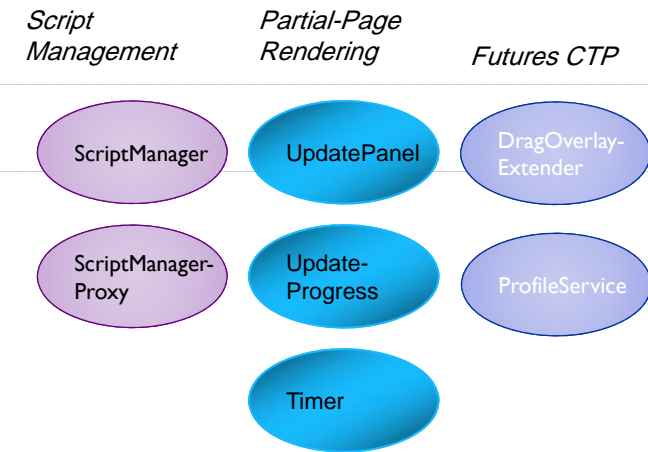 Script
Management
Partial-Page
Rendering
Futures CTP
ScriptManager
UpdatePanel
DragOverlay-
Extender
ScriptManager-
Proxy
Update-
Progress
ProfileService
Timer